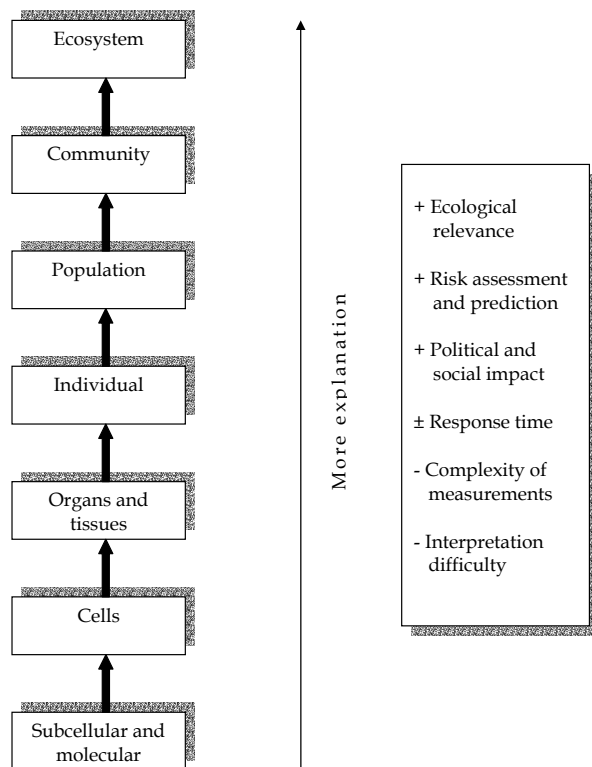 Ecosystem
Community
Population
Individual
Organs and
tissues
Cells
Subcellular and
molecular
More explanation
+ Ecological
relevance
+ Risk assessment
and prediction
+ Political and
social impact
± Response time
- Complexity of
measurements
- Interpretation
difficulty